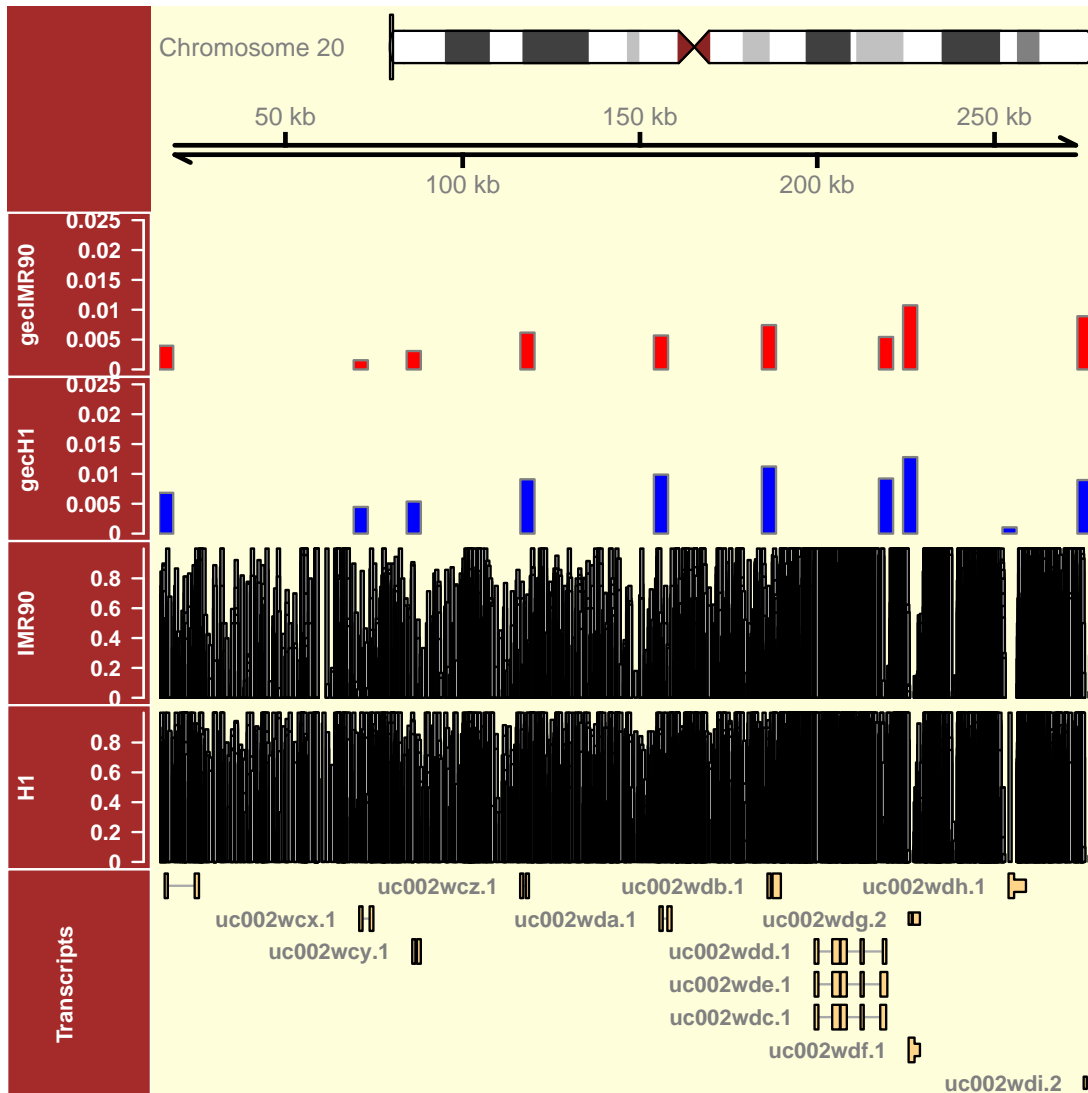 Chromosome 20
50 kb 150 kb 250 kb
100 kb 200 kb
gecIMR90
0.025
0.02
0.015
0.01
0.005
0
gecH1
0.025
0.02
0.015
0.01
0.005
0
IMR90
0.8
0.6
0.4
0.2
0
H1
0.8
0.6
0.4
0.2
0
Transcripts
uc002wcz.1 uc002wdb.1 uc002wdh.1
uc002wcx.1 uc002wda.1 uc002wdg.2
uc002wcy.1 uc002wdd.1
uc002wde.1
uc002wdc.1
uc002wdf.1
uc002wdi.2